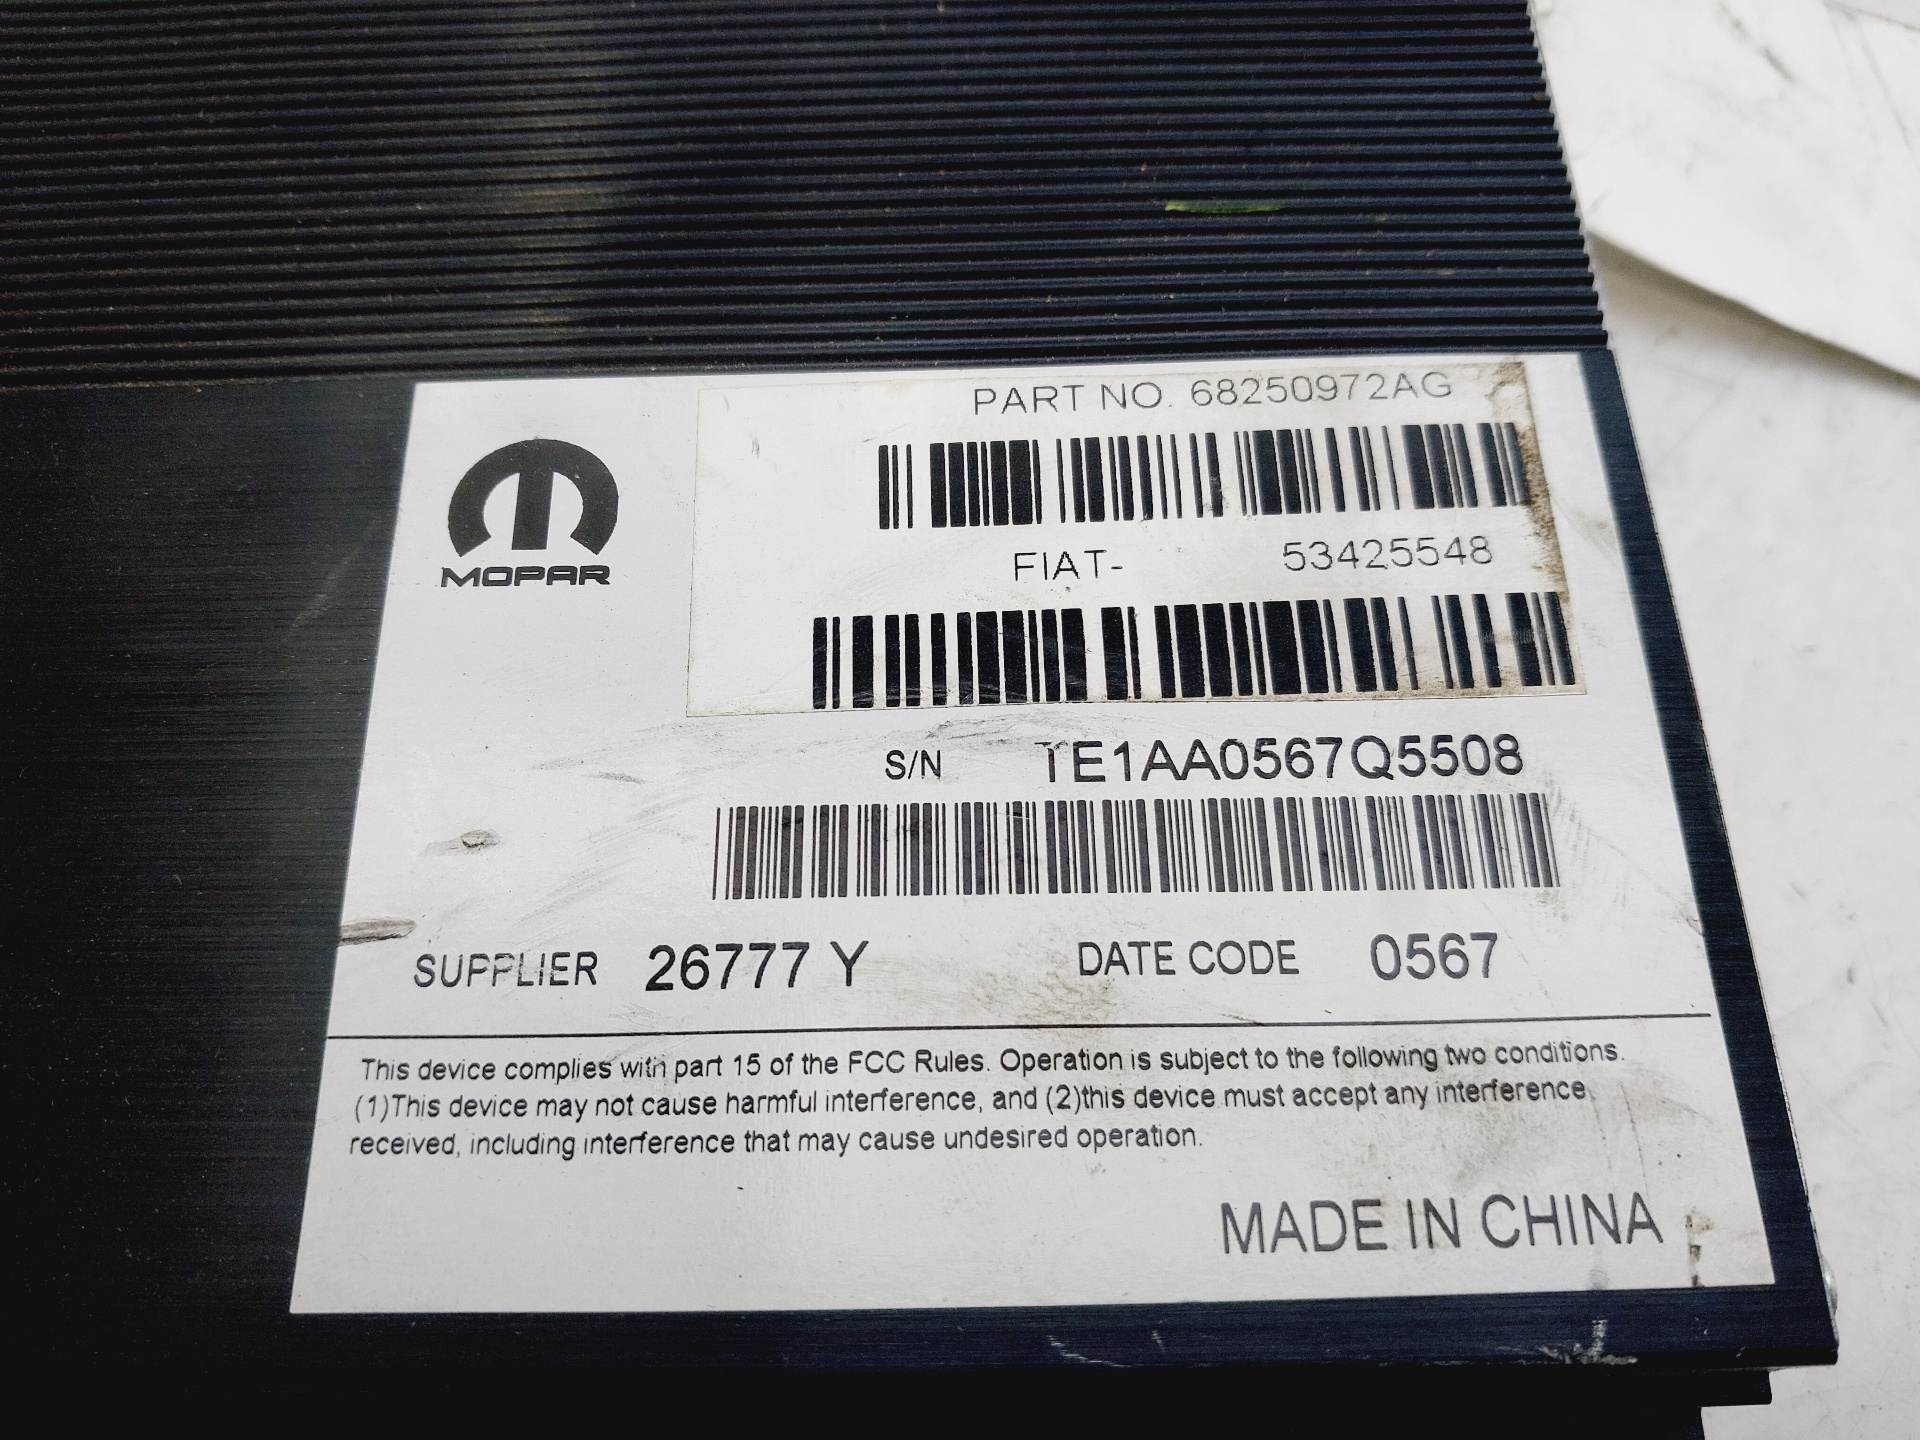 PART NO. 68250972AG
MOPAR
FIAT- 53425548
S/N TE1AA0567Q5508
SUPPLIER 26777 Y DATE CODE 0567
This device complies with part 15 of the FCC Rules. Operation is subject to the following two conditions.
(1)This device may not cause harmful interference, and (2)this device must accept any interference
received, including interference that may cause undesired operation.
MADE IN CHINA